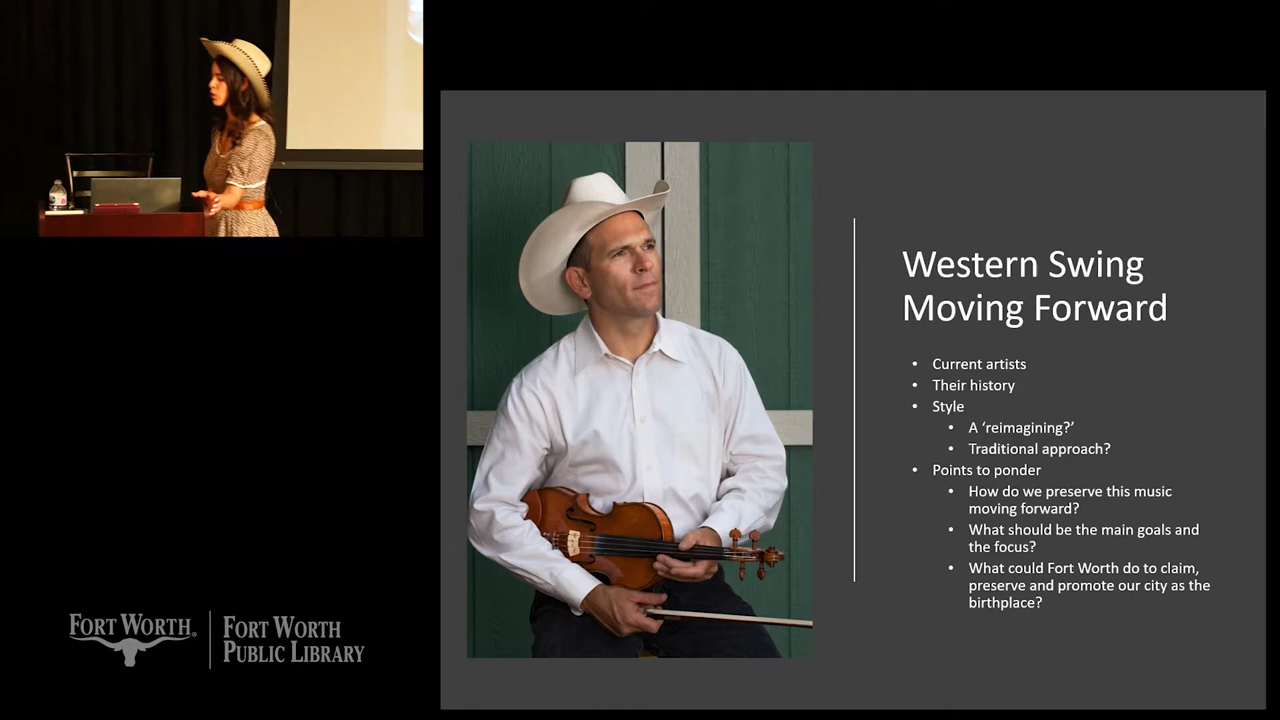 Western Swing
Moving Forward
• Current artists
• Their history
• Style
• A ‘reimagining?’
• Traditional approach?
• Points to ponder
• How do we preserve this music
moving forward?
• What should be the main goals and
the focus?
• What could Fort Worth do to claim,
preserve and promote our city as the
birthplace?
FORT WORTH®
FORT WORTH
PUBLIC LIBRARY